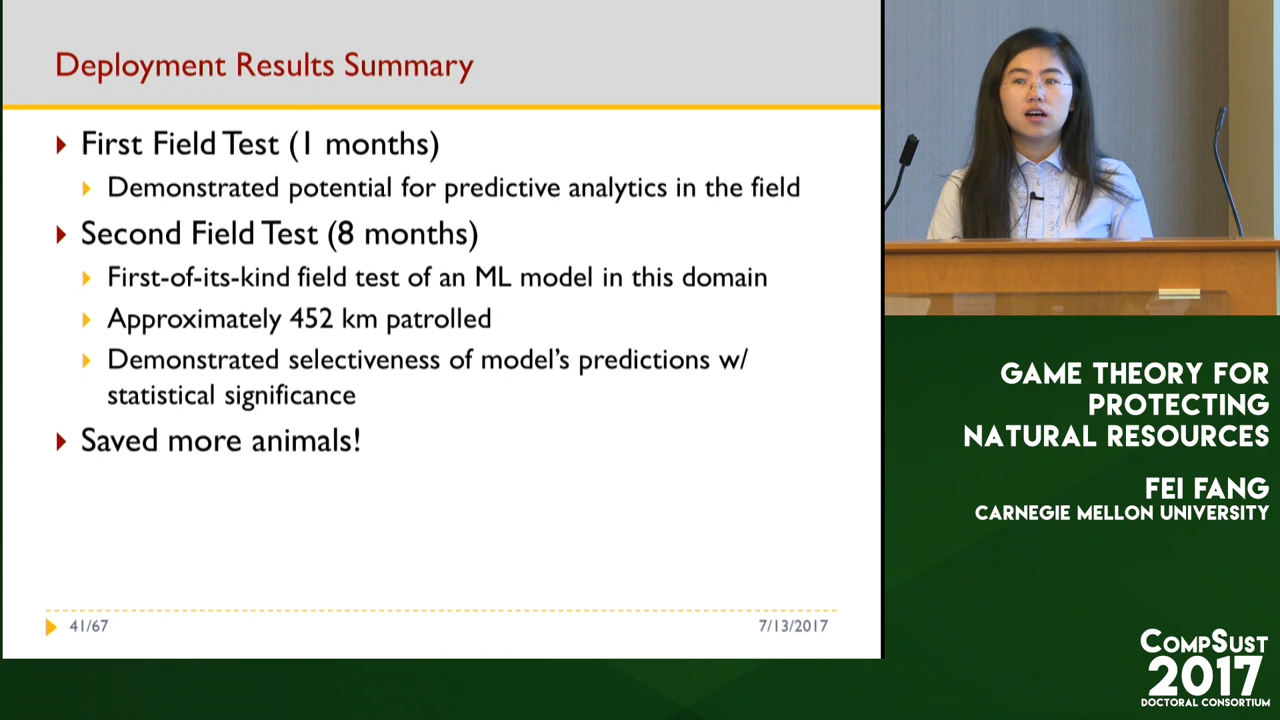 Deployment Results Summary
First Field Test (1 months)
Demonstrated potential for predictive analytics in the field
Second Field Test (8 months)
First-of-its-kind field test of an ML model in this domain
Approximately 452 km patrolled
Demonstrated selectiveness of model's predictions w/
statistical significance
Saved more animals!
41/67
7/13/2017
GAME THEORY FOR
PROTECTING
NATURAL RESOURCES
FEI FANG
CARNEGIE MELLON UNIVERSITY
COMPSUST
2017
DOCTORAL CONSORTIUM